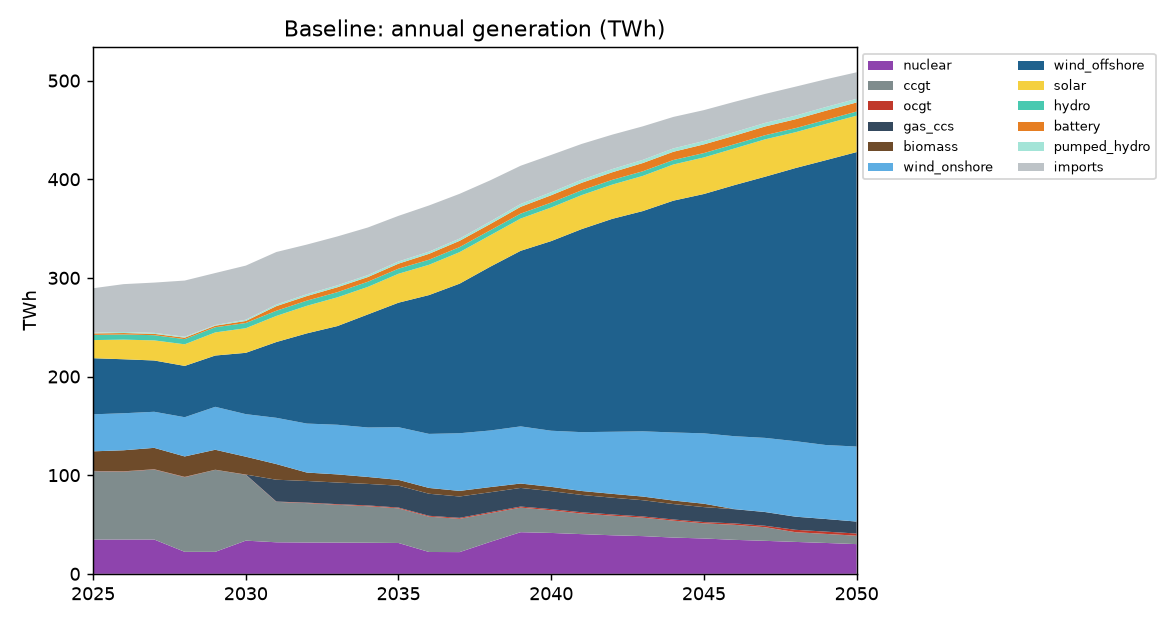 Baseline: annual generation (TWh)
TWh
500
400
300
200
100
0
2025 2030 2035 2040 2045 2050
nuclear
ccgt
ocgt
gas_ccs
biomass
wind_onshore
wind_offshore
solar
hydro
battery
pumped_hydro
imports